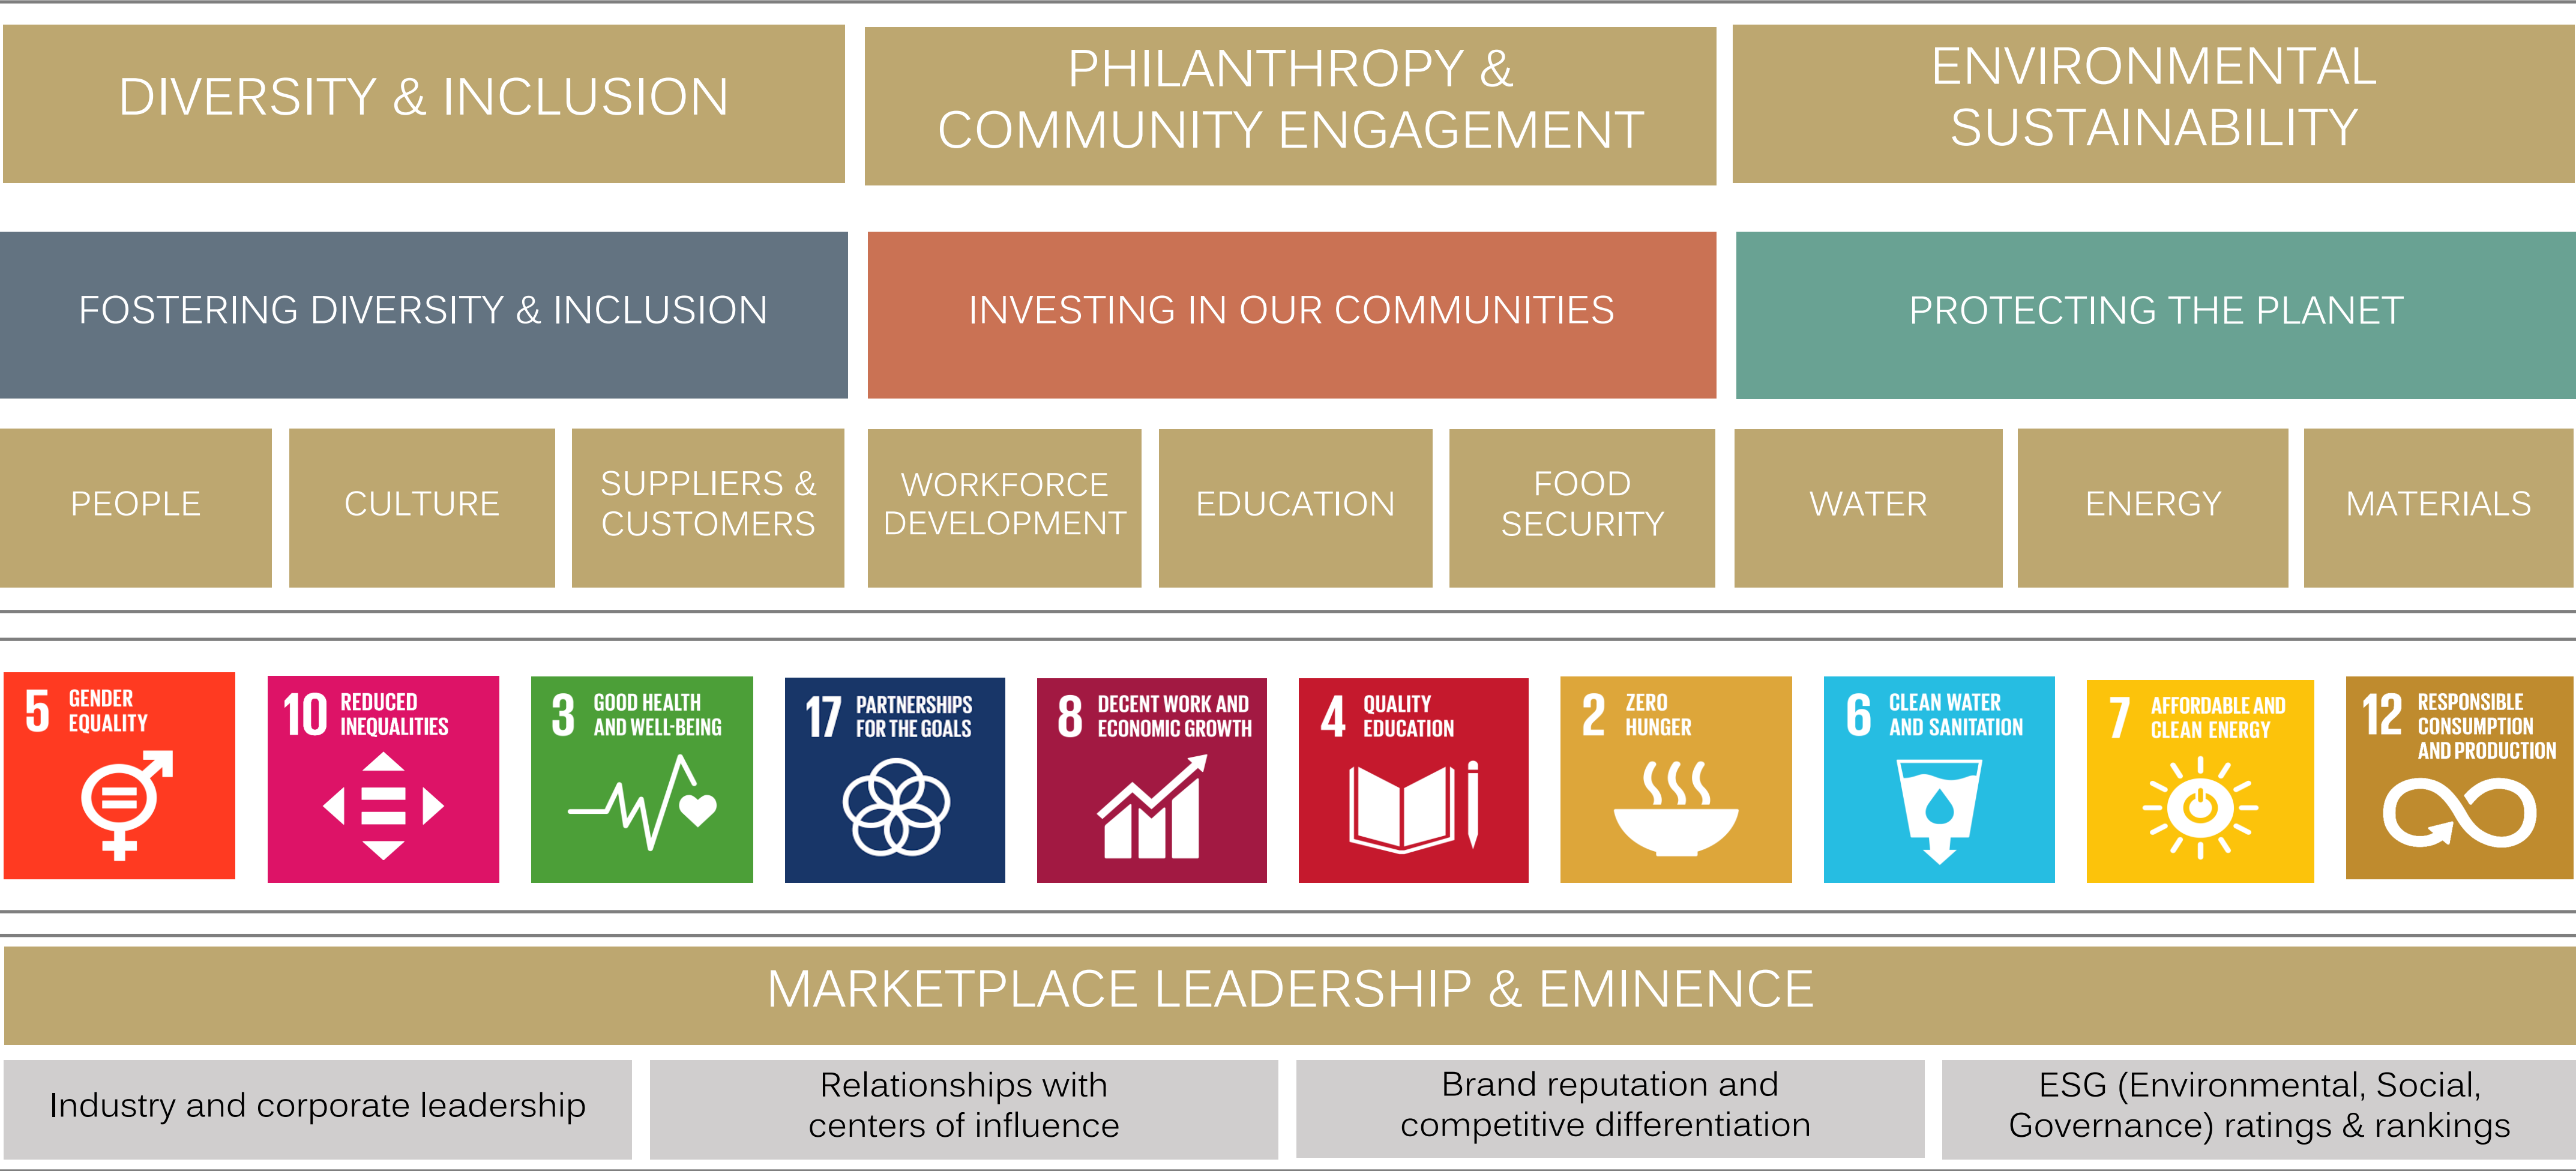 DIVERSITY & INCLUSION
PHILANTHROPY &
COMMUNITY ENGAGEMENT
ENVIRONMENTAL
SUSTAINABILITY
FOSTERING DIVERSITY & INCLUSION
INVESTING IN OUR COMMUNITIES
PROTECTING THE PLANET
PEOPLE
CULTURE
SUPPLIERS &
CUSTOMERS
WORKFORCE
DEVELOPMENT
EDUCATION
FOOD
SECURITY
WATER
ENERGY
MATERIALS
5 GENDER
EQUALITY
10 REDUCED
INEQUALITIES
3 GOOD HEALTH
AND WELL-BEING
17 PARTNERSHIPS
FOR THE GOALS
8 DECENT WORK AND
ECONOMIC GROWTH
4 QUALITY
EDUCATION
2 ZERO
HUNGER
6 CLEAN WATER
AND SANITATION
7 AFFORDABLE AND
CLEAN ENERGY
12 RESPONSIBLE
CONSUMPTION
AND PRODUCTION
MARKETPLACE LEADERSHIP & EMINENCE
Industry and corporate leadership
Relationships with
centers of influence
Brand reputation and
competitive differentiation
ESG (Environmental, Social,
Governance) ratings & rankings